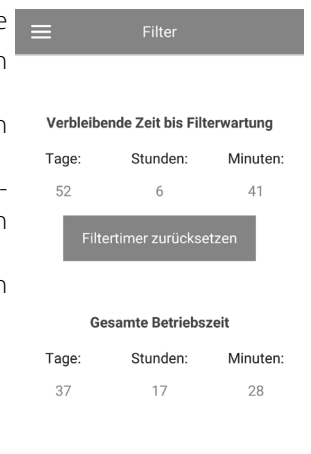 Filter
Verbleibende Zeit bis Filterwartung
Tage: Stunden: Minuten:
52 6 41
Filtertimer zurücksetzen
Gesamte Betriebszeit
Tage: Stunden: Minuten:
37 17 28